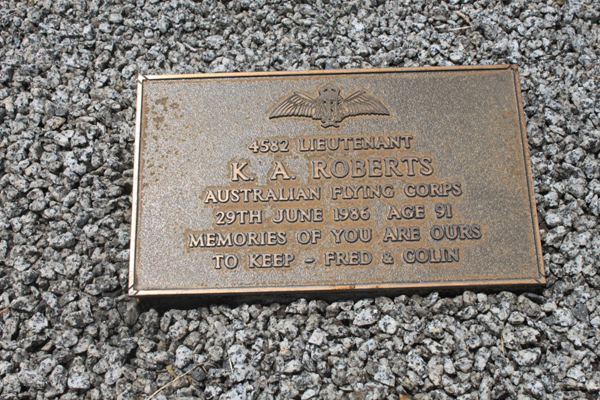 4582 LIEUTENANT
K. A. ROBERTS
AUSTRALIAN FLYING CORPS
29TH JUNE 1986 AGE 91
MEMORIES OF YOU ARE OURS
TO KEEP - FRED & COLIN